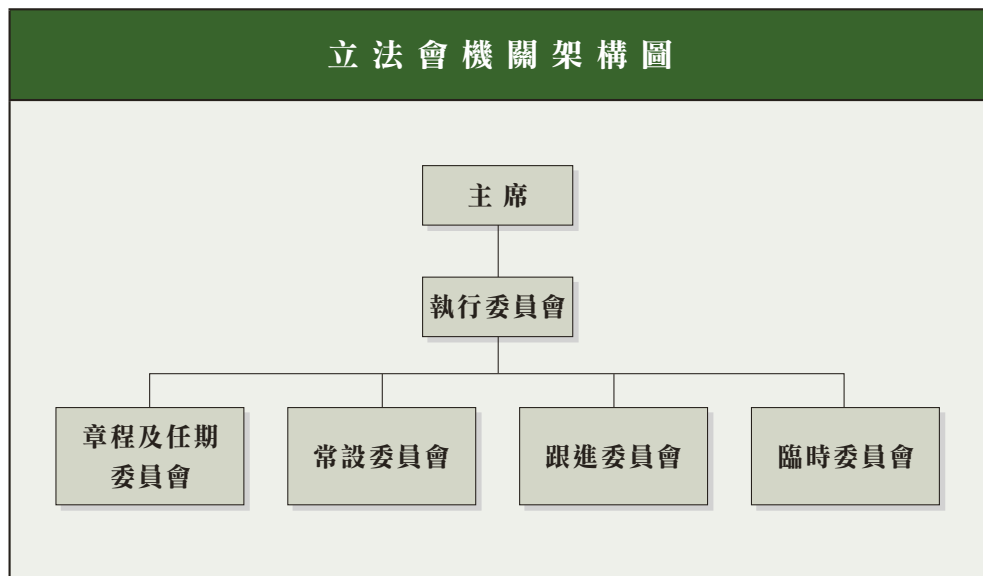 立法會機關架構圖
主席
執行委員會
章程及任期
委員會
常設委員會
跟進委員會
臨時委員會